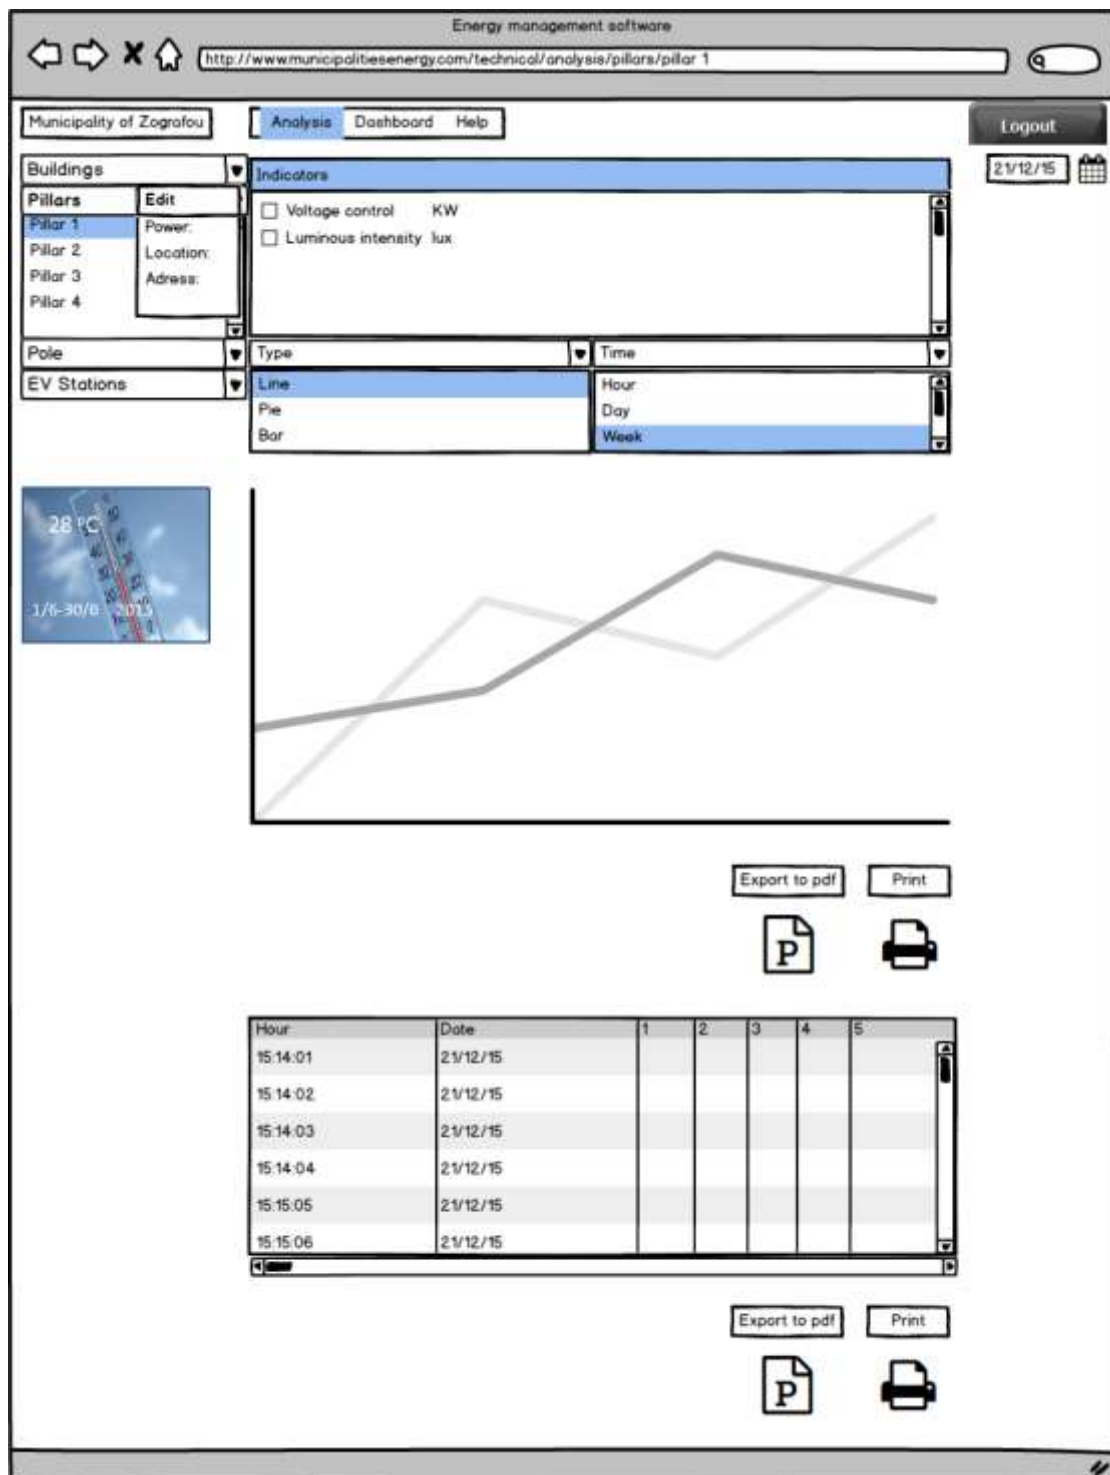 Energy management software
http://www.municipalitiesenergy.com/technical/analysis/pillars/pillar 1
Municipality of Zografou
Analysis Dashboard Help
Logout
21/12/15
Buildings
Pillars
Pillar 1
Pillar 2
Pillar 3
Pillar 4
Edit
Power:
Location:
Adress:
Pole
EV Stations
Indicators
Voltage control KW
Luminous intensity lux
Type
Line
Pie
Bar
Time
Hour
Day
Week
28 °C
1/6-30/6 2015
Export to pdf
Print
P
Hour Date 1 2 3 4 5
15:14:01 21/12/15
15:14:02 21/12/15
15:14:03 21/12/15
15:14:04 21/12/15
15:15:05 21/12/15
15:15:06 21/12/15
Export to pdf
Print
P